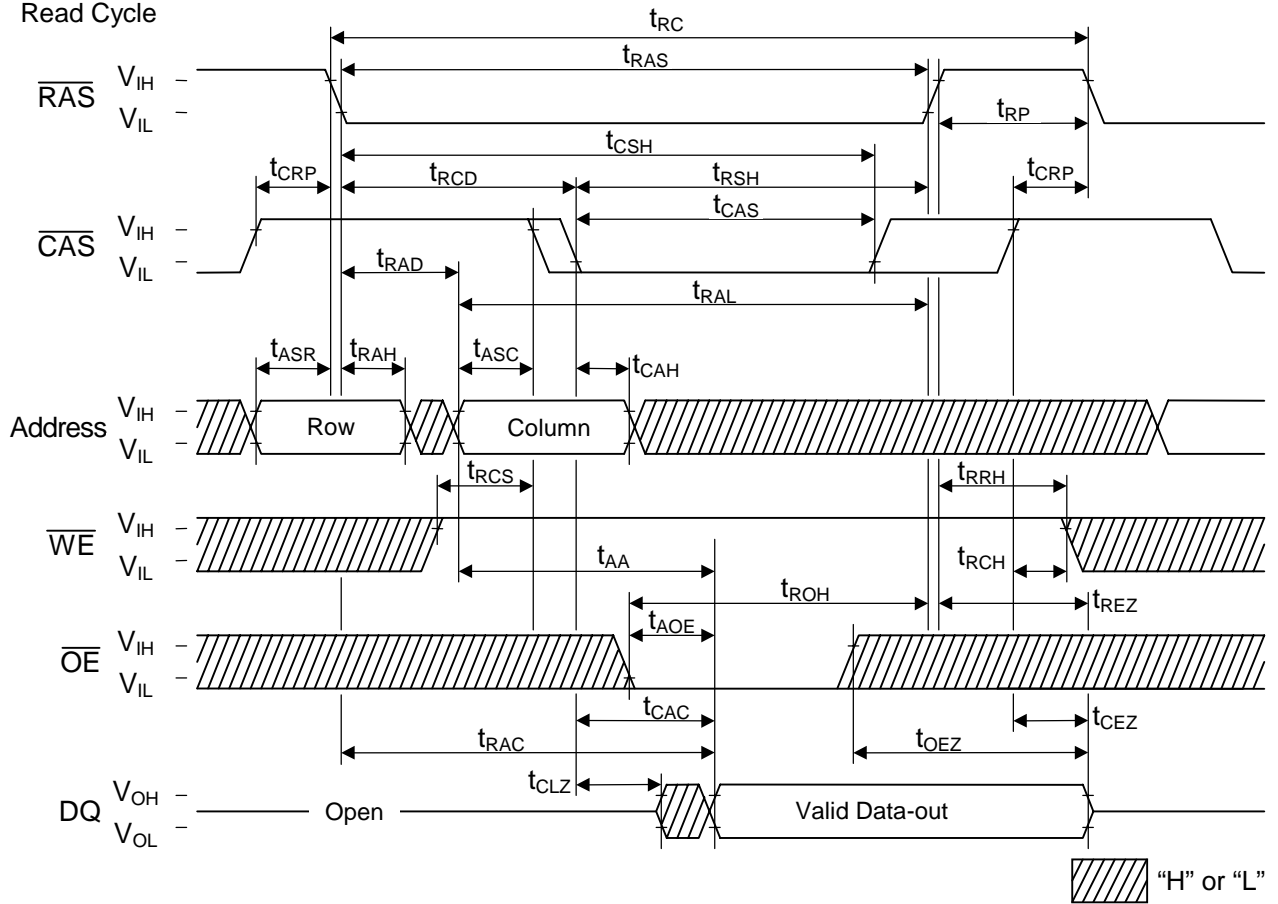 Read Cycle
tRC
RAS
VIH
VIL
tRAS
tRP
tCSH
tCRP
tRCD
tRSH
tCRP
tCAS
CAS
VIH
VIL
tRAD
tRAL
tASR
tRAH
tASC
tCAH
Address
VIH
VIL
Row
Column
tRCS
tRRH
WE
VIH
VIL
tAA
tRCH
tROH
tREZ
tAOE
OE
VIH
VIL
tCAC
tCEZ
tRAC
tOEZ
tCLZ
DQ
VOH
VOL
Open
Valid Data-out
“H” or “L”